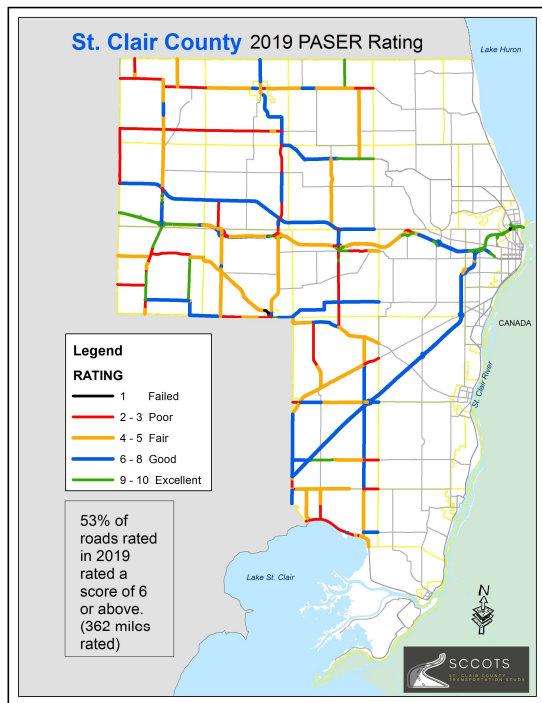 St. Clair County 2019 PASER Rating
Lake Huron
CANADA
St. Clair River
Legend
RATING
1 Failed
2 - 3 Poor
4 - 5 Fair
6 - 8 Good
9 - 10 Excellent
53% of
roads rated
in 2019
rated a
score of 6
or above.
(362 miles
rated)
Lake St. Clair
N
SCCOTS
ST. CLAIR COUNTY
TRANSPORTATION STUDY